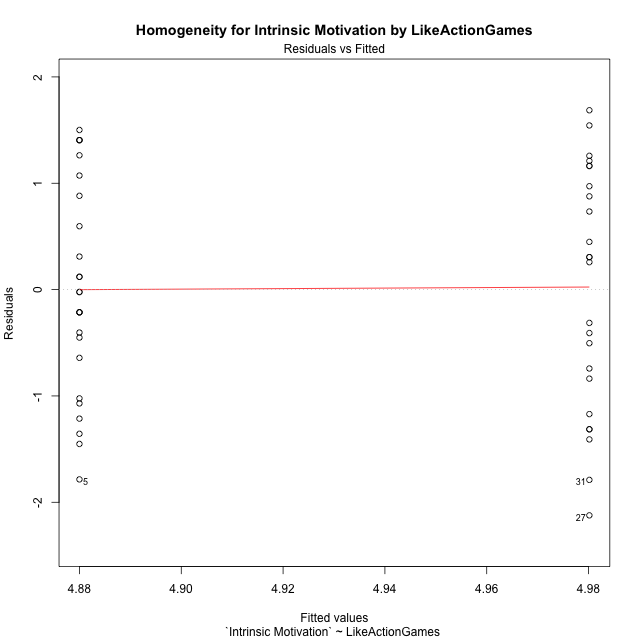 Homogeneity for Intrinsic Motivation by LikeActionGames
Residuals vs Fitted
2
1
0
-1
-2
Residuals
5
31
27
4.88 4.90 4.92 4.94 4.96 4.98
Fitted values
`Intrinsic Motivation` ~ LikeActionGames